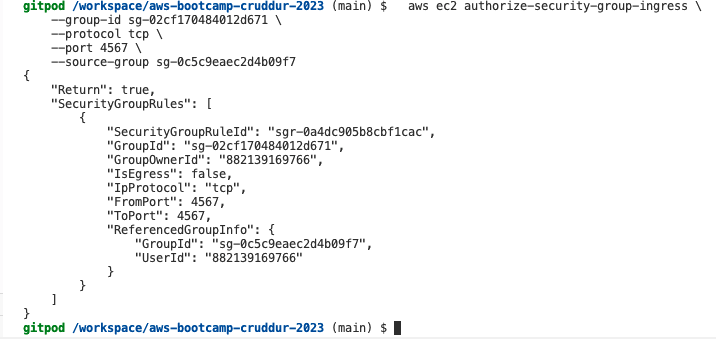 gitpod /workspace/aws-bootcamp-cruddur-2023 (main) $   aws ec2 authorize-security-group-ingress \
    --group-id sg-02cf170484012d671 \
    --protocol tcp \
    --port 4567 \
    --source-group sg-0c5c9eaec2d4b09f7
{
    "Return": true,
    "SecurityGroupRules": [
        {
            "SecurityGroupRuleId": "sgr-0a4dc905b8cbf1cac",
            "GroupId": "sg-02cf170484012d671",
            "GroupOwnerId": "882139169766",
            "IsEgress": false,
            "IpProtocol": "tcp",
            "FromPort": 4567,
            "ToPort": 4567,
            "ReferencedGroupInfo": {
                "GroupId": "sg-0c5c9eaec2d4b09f7",
                "UserId": "882139169766"
            }
        }
    ]
}
gitpod /workspace/aws-bootcamp-cruddur-2023 (main) $